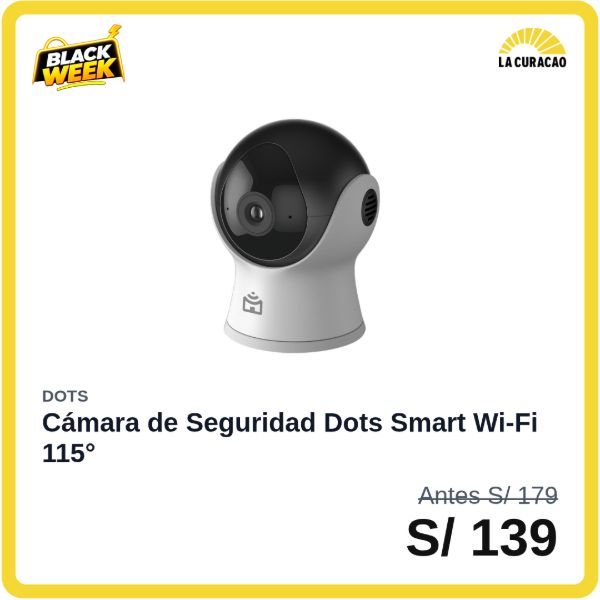 BLACK
WEEK
LA CURACAO
DOTS
Cámara de Seguridad Dots Smart Wi-Fi
115°
Antes S/ 179
S/ 139